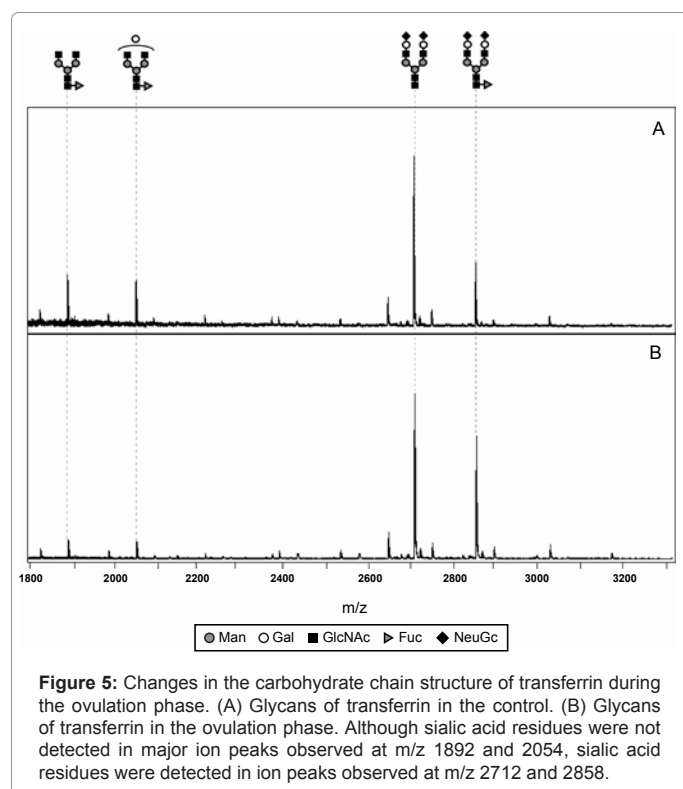 A
B
1800 2000 2200 2400 2600 2800 3000 3200
m/z
Man Gal GlcNAc Fuc NeuGc
Figure 5: Changes in the carbohydrate chain structure of transferrin during
the ovulation phase. (A) Glycans of transferrin in the control. (B) Glycans
of transferrin in the ovulation phase. Although sialic acid residues were not
detected in major ion peaks observed at m/z 1892 and 2054, sialic acid
residues were detected in ion peaks observed at m/z 2712 and 2858.